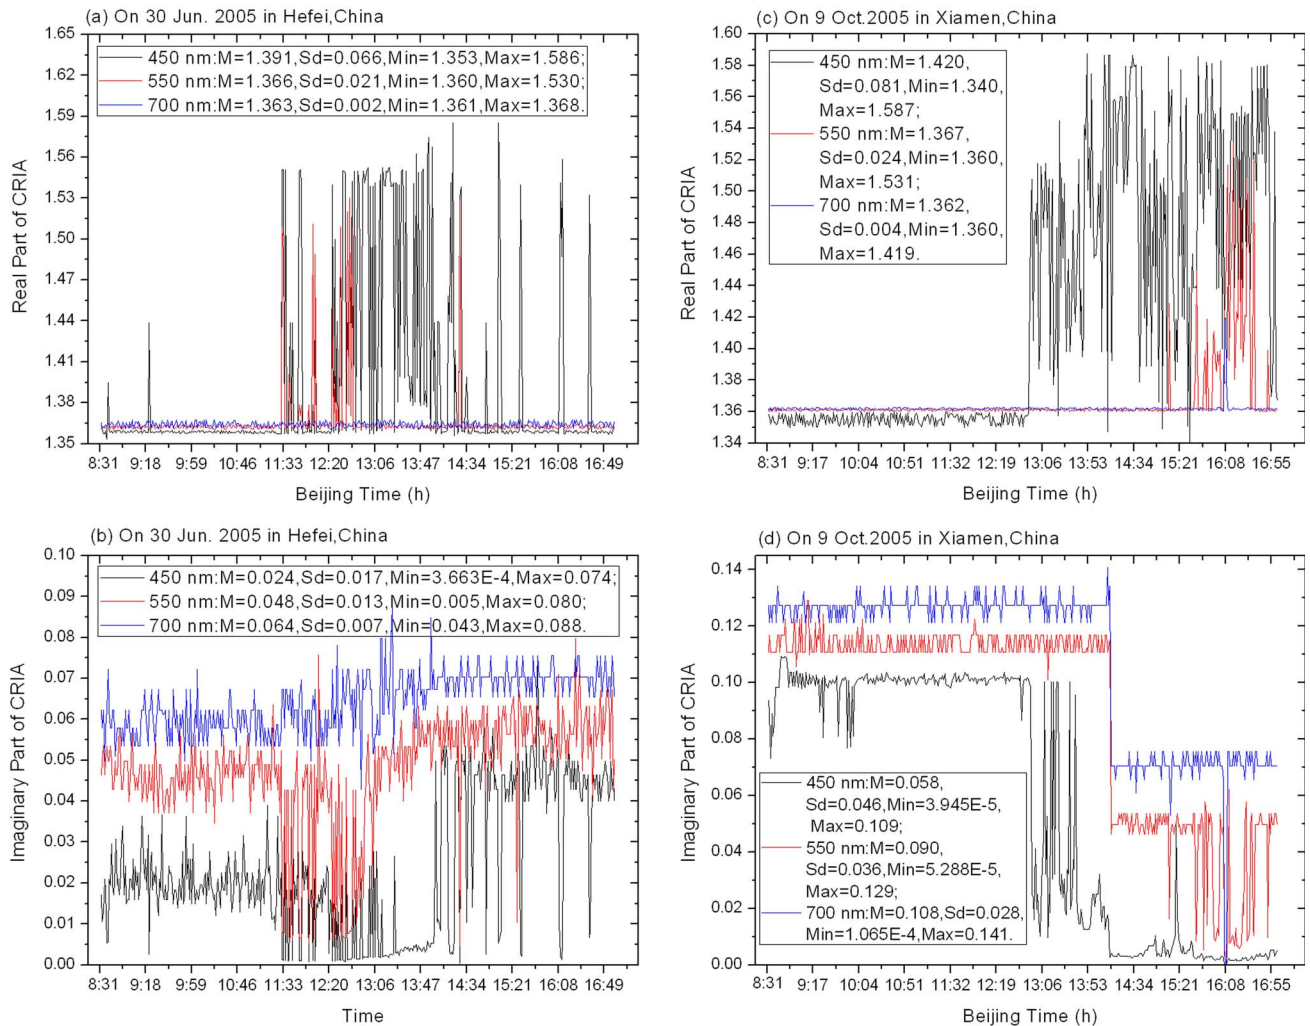 (a) On 30 Jun. 2005 in Hefei,China
1.65
1.62
1.59
1.56
1.53
1.50
1.47
1.44
1.41
1.38
1.35
Real Part of CRIA
450 nm:M=1.391,Sd=0.066,Min=1.353,Max=1.586;
550 nm:M=1.366,Sd=0.021,Min=1.360,Max=1.530;
700 nm:M=1.363,Sd=0.002,Min=1.361,Max=1.368.
8:31 9:18 9:59 10:46 11:33 12:20 13:06 13:47 14:34 15:21 16:08 16:49
Beijing Time (h)
(c) On 9 Oct.2005 in Xiamen,China
1.60
1.58
1.56
1.54
1.52
1.50
1.48
1.46
1.44
1.42
1.40
1.38
1.36
1.34
Real Part of CRIA
450 nm:M=1.420,
Sd=0.081,Min=1.340,
Max=1.587;
550 nm:M=1.367,
Sd=0.024,Min=1.360,
Max=1.531;
700 nm:M=1.362,
Sd=0.004,Min=1.360,
Max=1.419.
8:31 9:17 10:04 10:51 11:32 12:19 13:06 13:53 14:34 15:21 16:08 16:55
Beijing Time (h)
(b) On 30 Jun. 2005 in Hefei,China
0.10
0.09
0.08
0.07
0.06
0.05
0.04
0.03
0.02
0.01
0.00
Imaginary Part of CRIA
450 nm:M=0.024,Sd=0.017,Min=3.663E-4,Max=0.074;
550 nm:M=0.048,Sd=0.013,Min=0.005,Max=0.080;
700 nm:M=0.064,Sd=0.007,Min=0.043,Max=0.088.
8:31 9:18 9:59 10:46 11:33 12:20 13:06 13:47 14:34 15:21 16:08 16:49
Time
(d) On 9 Oct.2005 in Xiamen,China
0.14
0.12
0.10
0.08
0.06
0.04
0.02
0.00
Imaginary Part of CRIA
450 nm:M=0.058,
Sd=0.046,Min=3.945E-5,
Max=0.109;
550 nm:M=0.090,
Sd=0.036,Min=5.288E-5,
Max=0.129;
700 nm:M=0.108,Sd=0.028,
Min=1.065E-4,Max=0.141.
8:31 9:17 10:04 10:51 11:32 12:19 13:06 13:53 14:34 15:21 16:08 16:55
Beijing Time (h)